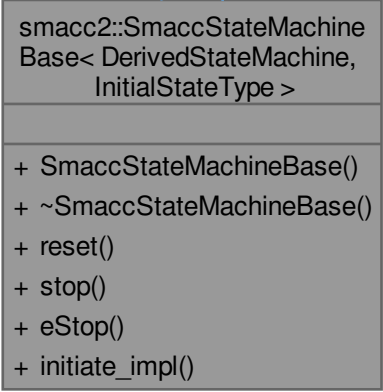 smacc2::SmaccStateMachine
Base< DerivedStateMachine,
InitialStateType >
+ SmaccStateMachineBase()
+ ~SmaccStateMachineBase()
+ reset()
+ stop()
+ eStop()
+ initiate_impl()